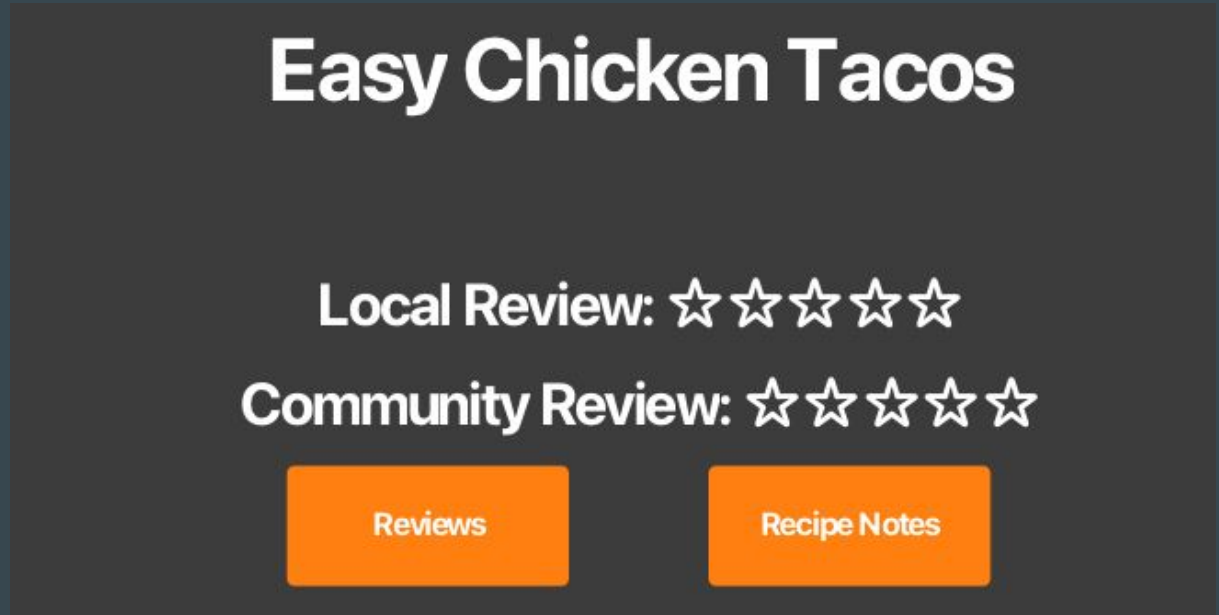 Easy Chicken Tacos
Local Review: ☆☆☆☆☆
Community Review: ☆☆☆☆☆
Reviews
Recipe Notes